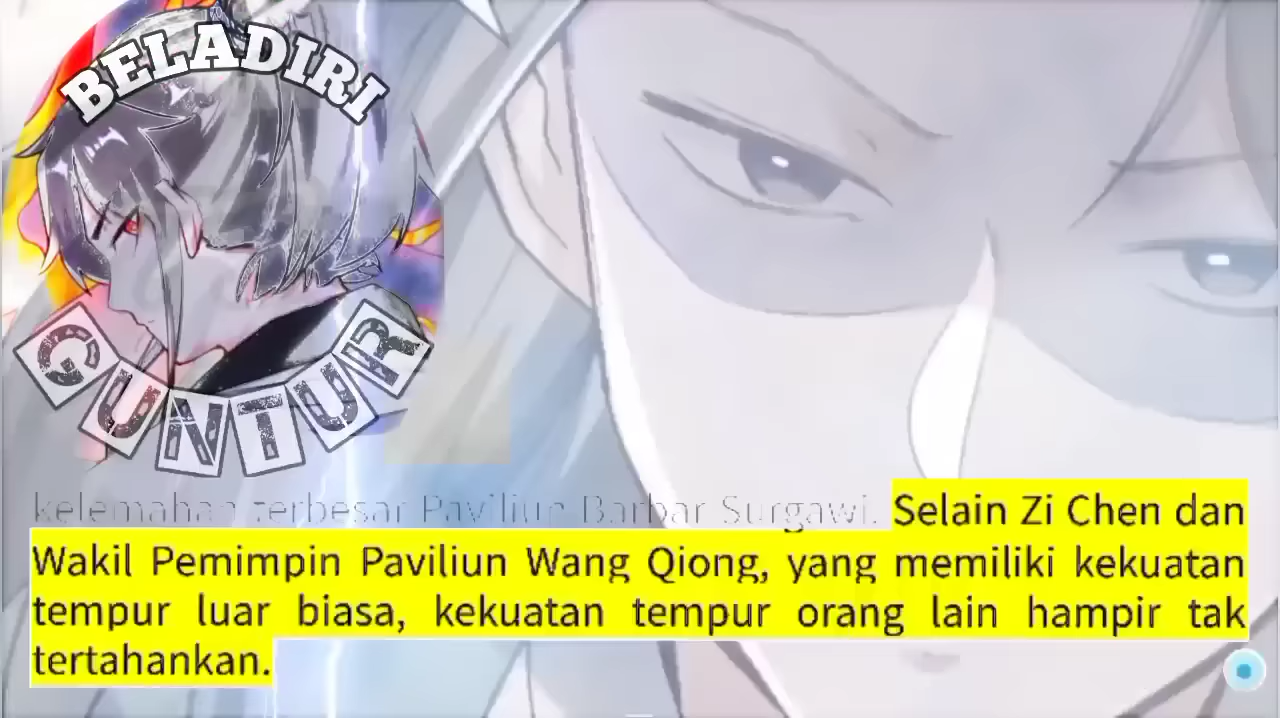 BELADIRI
GUNTUR
kelemahan terbesar Paviliun Barbar Surgawi. Selain Zi Chen dan
Wakil Pemimpin Paviliun Wang Qiong, yang memiliki kekuatan
tempur luar biasa, kekuatan tempur orang lain hampir tak
tertahankan.